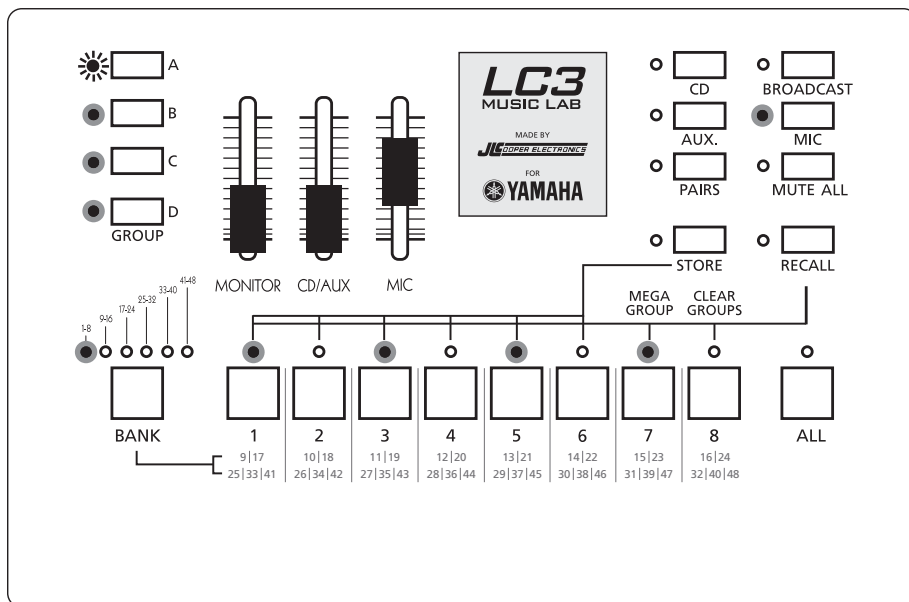 A
B
C
D
GROUP
MONITOR
CD/AUX
MIC
LC3
MUSIC LAB
MADE BY
JLCOOPER ELECTRONICS
FOR
YAMAHA
CD
BROADCAST
AUX.
MIC
PAIRS
MUTE ALL
STORE
RECALL
MEGA
GROUP
CLEAR
GROUPS
1-8
9-16
17-24
25-32
33-40
41-48
BANK
1
2
3
4
5
6
7
8
ALL
9|17
10|18
11|19
12|20
13|21
14|22
15|23
16|24
25|33|41
26|34|42
27|35|43
28|36|44
29|37|45
30|38|46
31|39|47
32|40|48